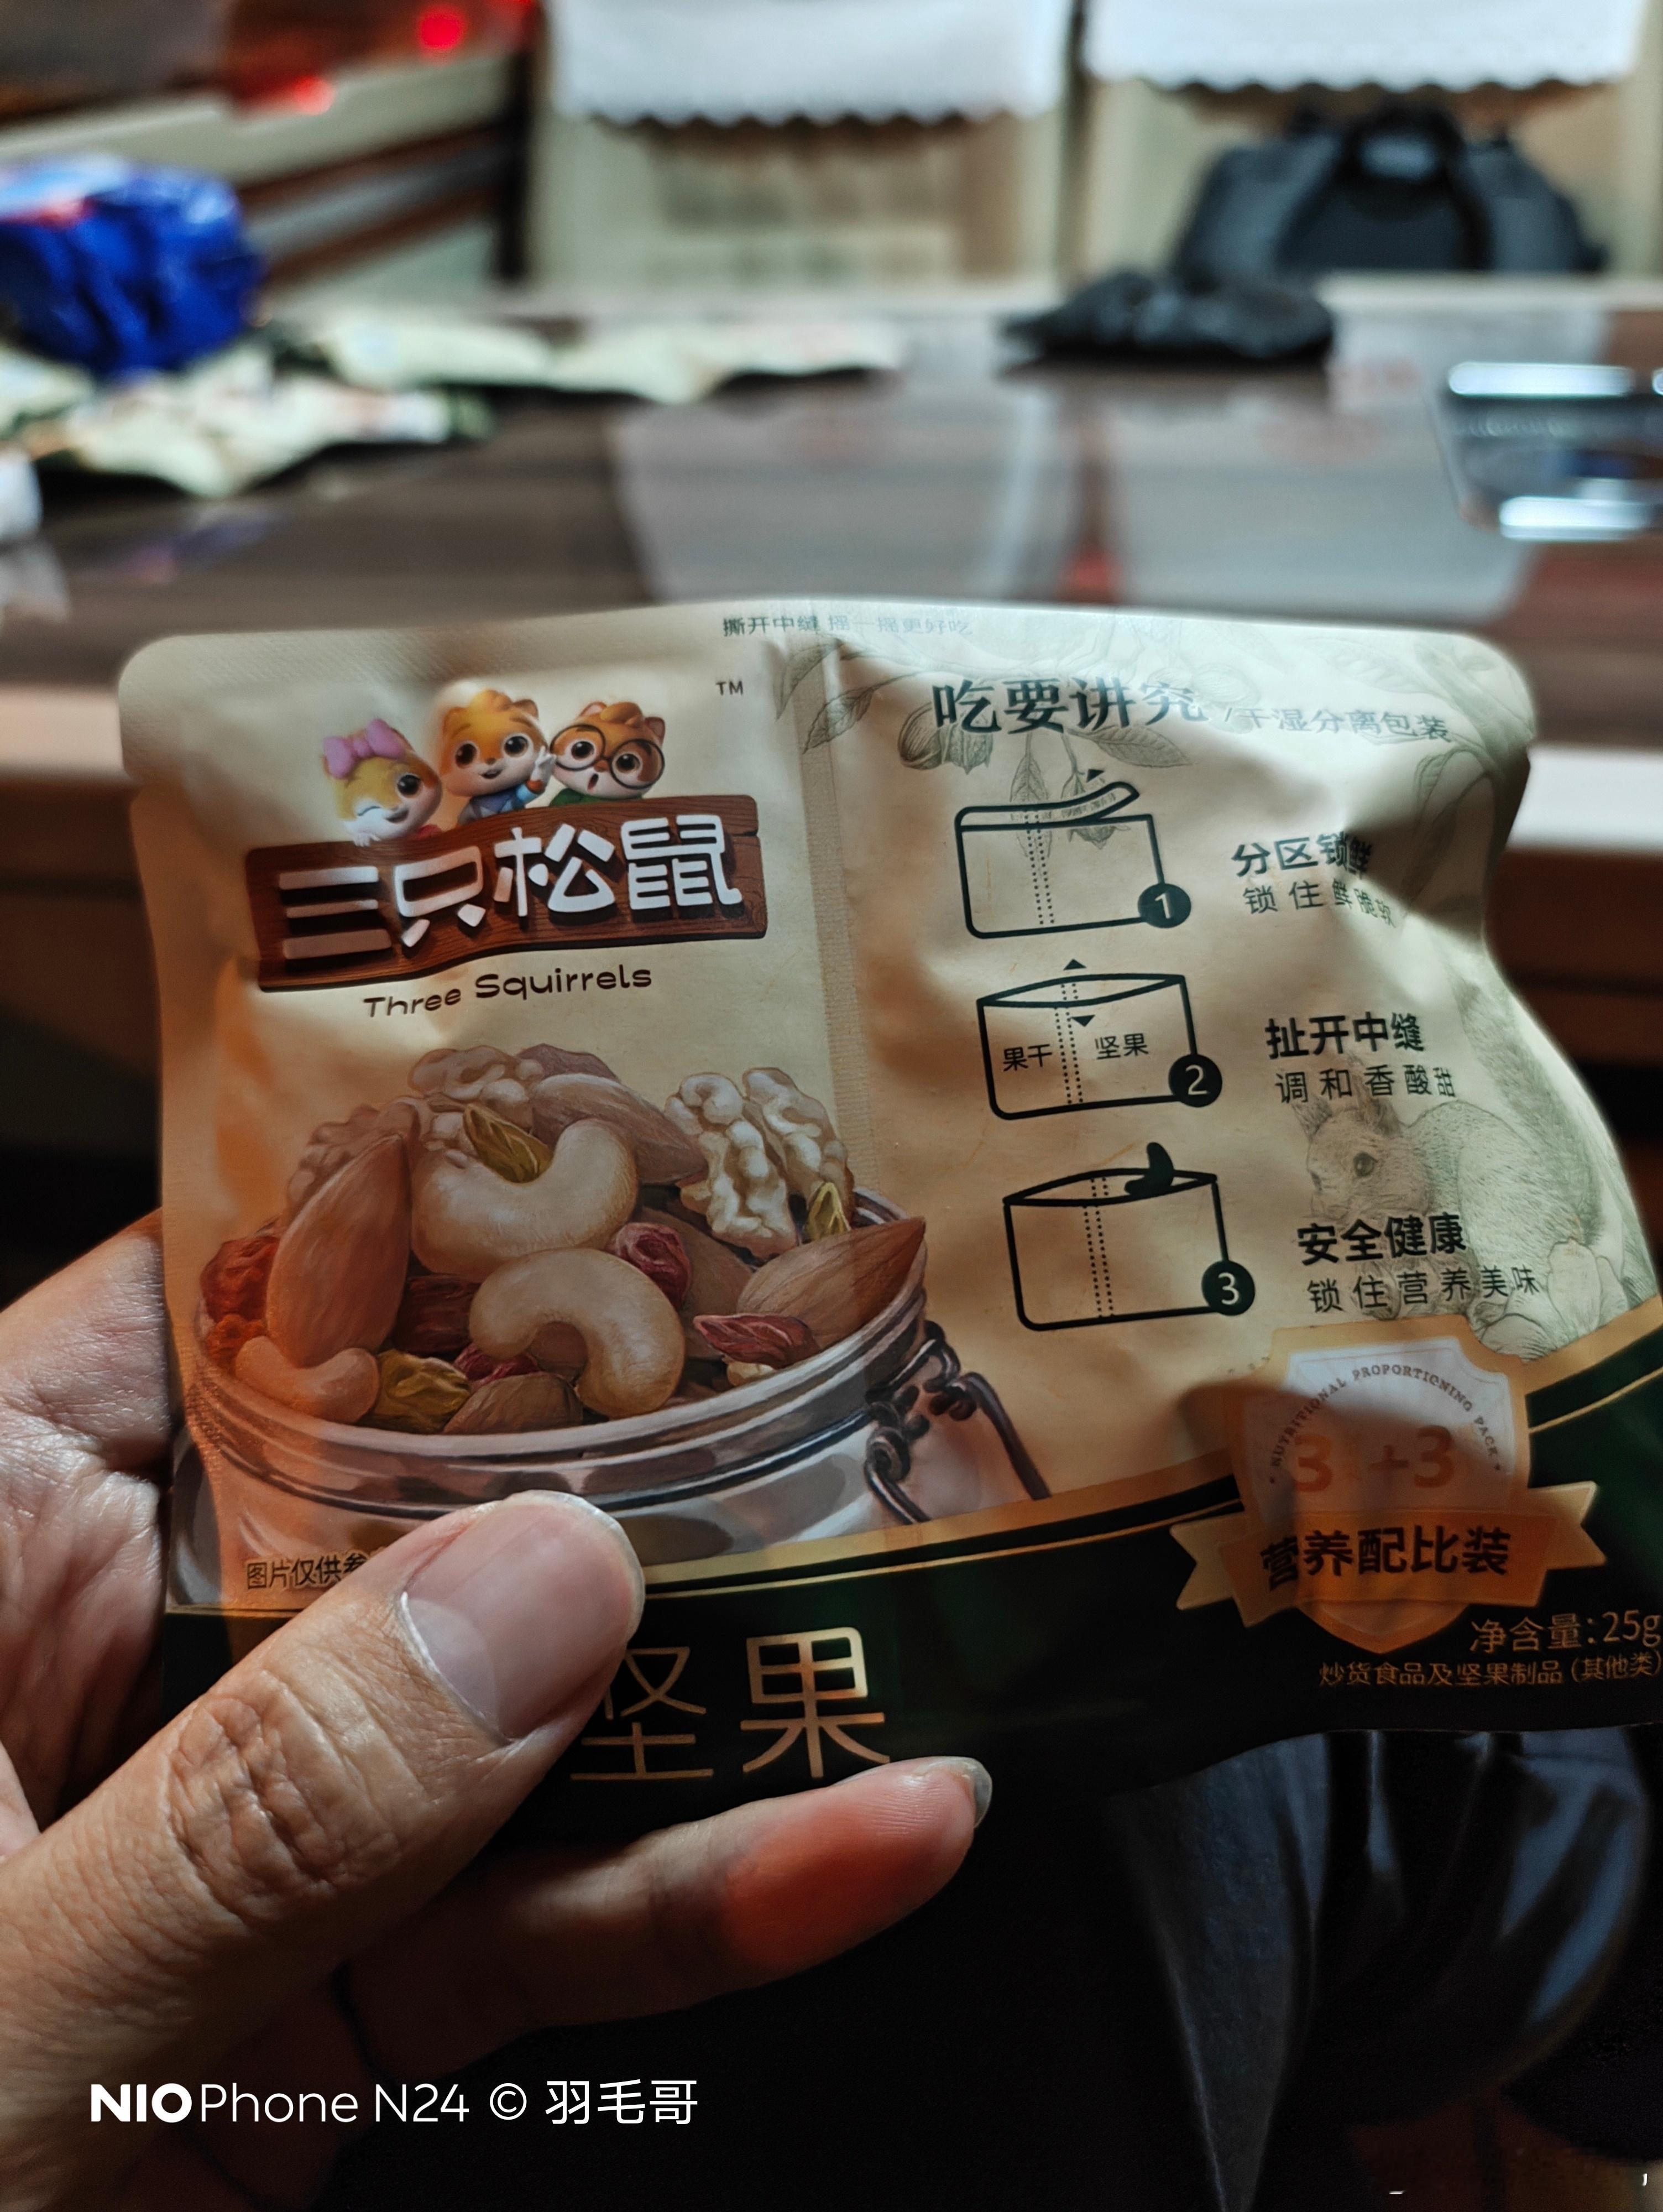 撕开中缝 摇一摇更好吃
TM
三只松鼠
Three Squirrels
吃要讲究 / 干湿分离包装
1
分区锁鲜
锁住鲜脆软
果干 坚果
2
扯开中缝
调和香酸甜
3
安全健康
锁住营养美味
NUTRITIONAL PROPORTIONING PACK
3+3
营养配比装
图片仅供参
坚果
净含量:25g
炒货食品及坚果制品(其他类)
NIO Phone N24 © 羽毛哥